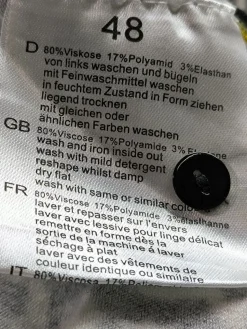 48
D 80%Viskose 17%Polyamid 3%Elasthan
von links waschen und bügeln
mit Feinwaschmittel waschen
in feuchtem Zustand in Form ziehen
liegend trocknen
mit gleichen oder
ähnlichen Farben waschen
GB 80%Viscose 17%Polyamide 3%
wash and iron inside out
wash with mild detergent
reshape whilst damp
dry flat
wash with same or similar
FR 80%Viscose 17%Polyamide 3%élasthanne
laver et repasser sur l'envers
laver avec lessive pour linge délicat
remettre en forme dès la
sortie de la machine à laver
séchage à plat
laver avec des vêtements de
couleur identique ou similaire
IT 80%